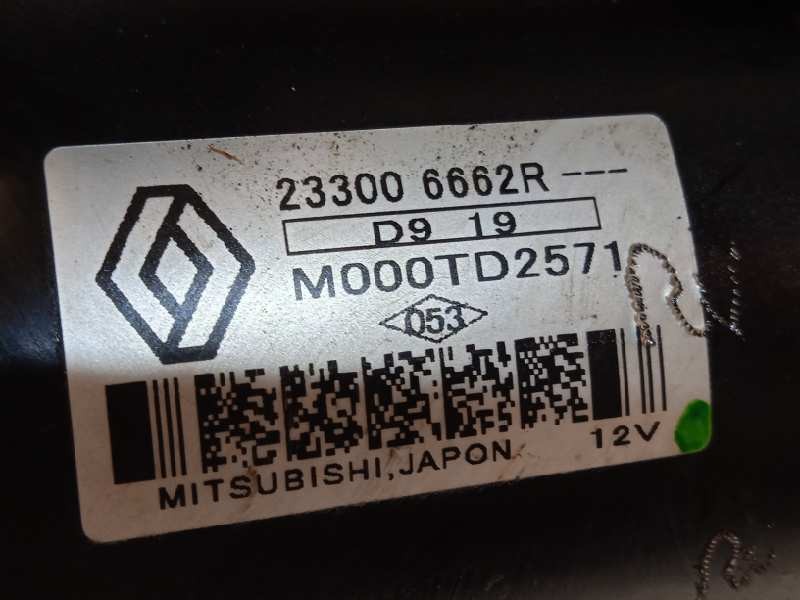 23300 6662R ---
D9 19
M000TD2571
053
MITSUBISHI,JAPON
12V